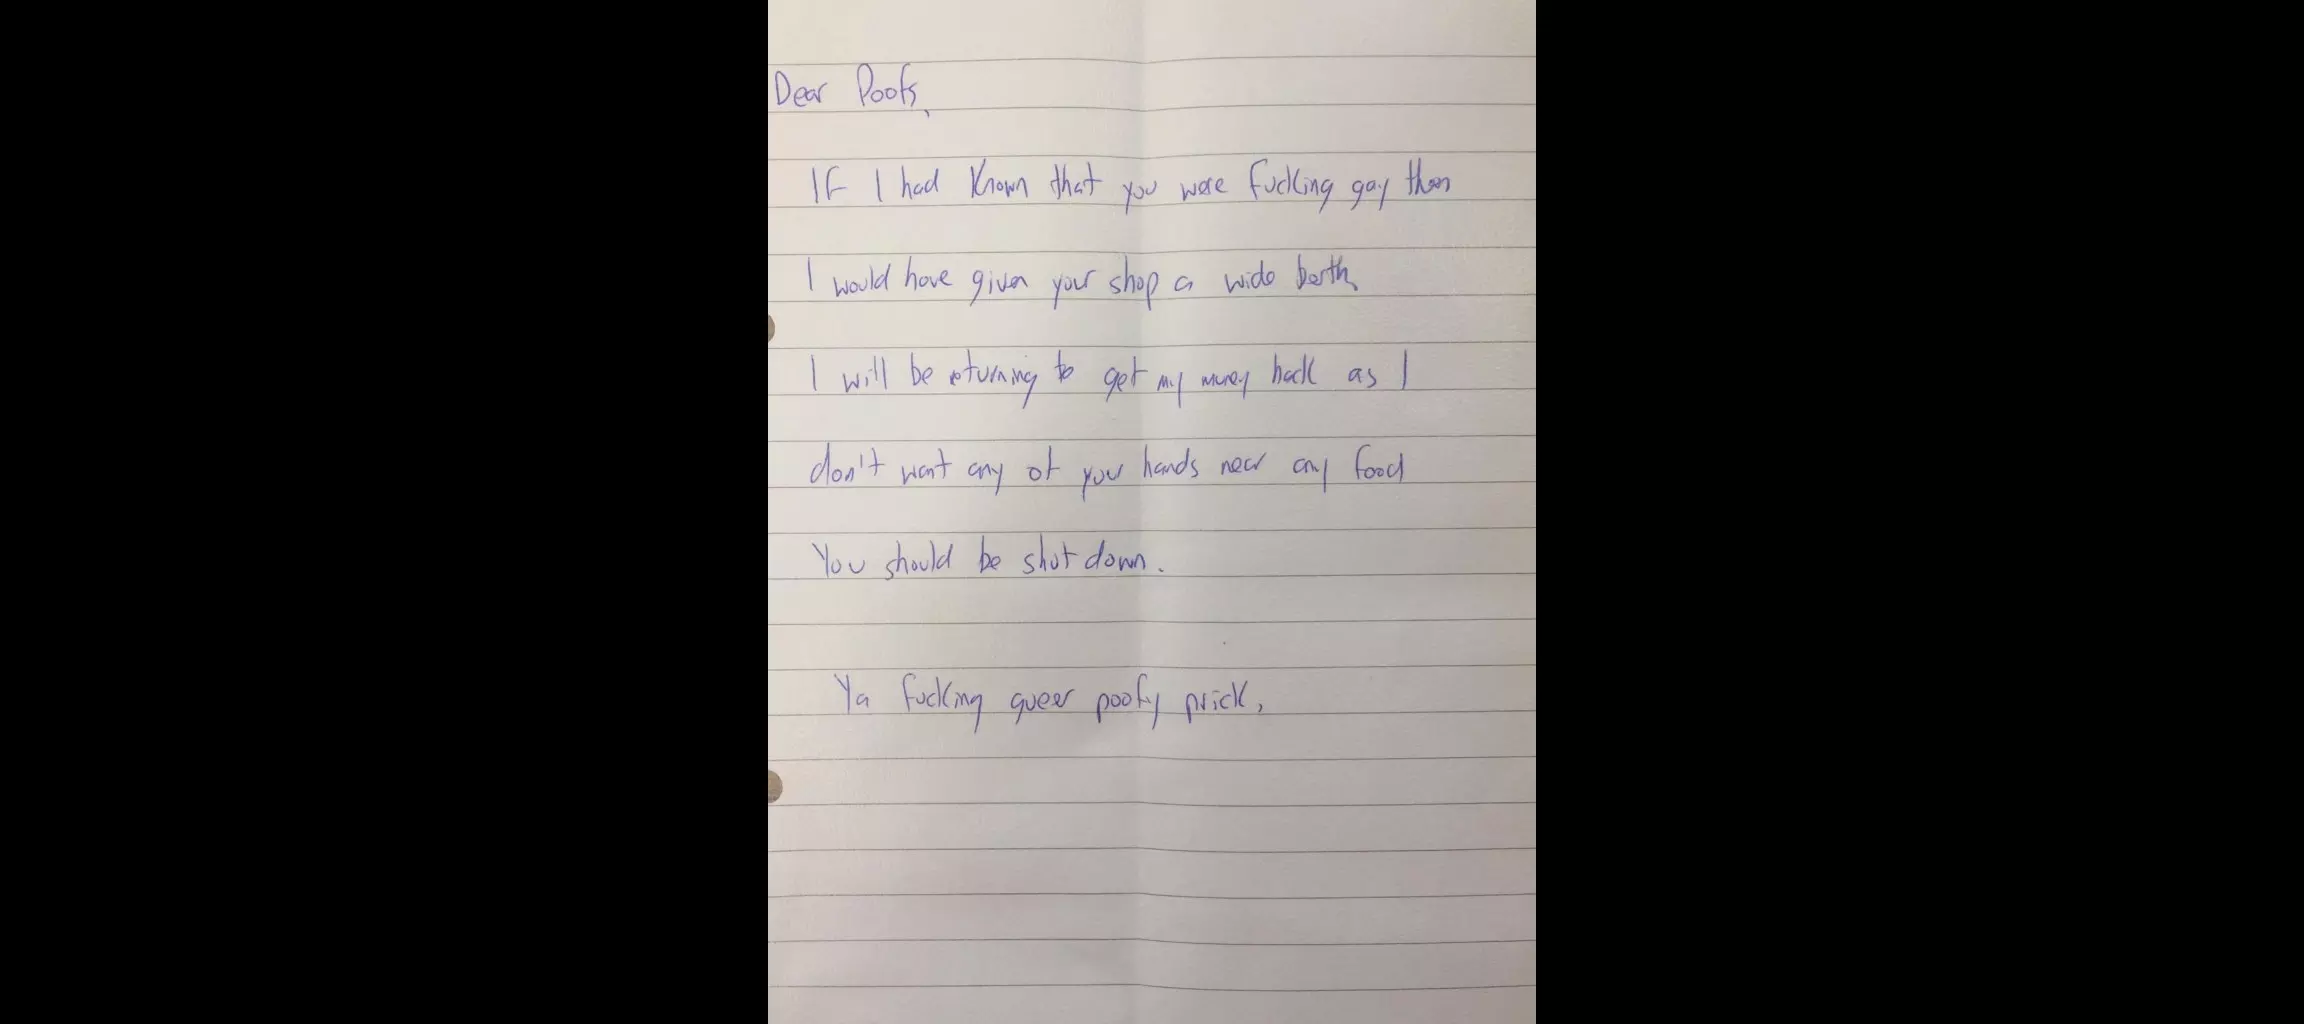 Dear Poofs,
IF I had Known that you were fucking gay then
I would have given your shop a wide berth
I will be returning to get my money back as I
don't want any of your hands near any food
You should be shut down.
Ya fucking queer poofy prick,